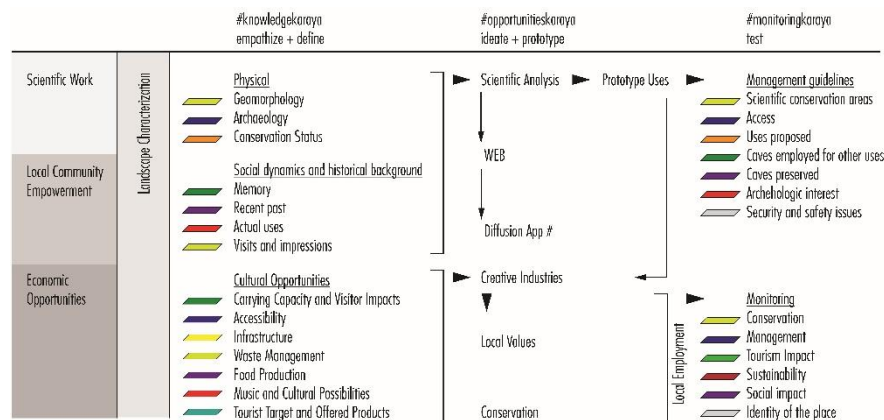 #knowledgekaraya
empathize + define
#opportunitieskaraya
ideate + prototype
#monitoringkaraya
test
Scientific Work
Local Community
Empowerment
Economic
Opportunities
Landscape Characterization
Physical
Geomorphology
Archaeology
Conservation Status
Social dynamics and historical background
Memory
Recent past
Actual uses
Visits and impressions
Cultural Opportunities
Carrying Capacity and Visitor Impacts
Accessibility
Infrastructure
Waste Management
Food Production
Music and Cultural Possibilities
Tourist Target and Offered Products
Scientific Analysis
Prototype Uses
WEB
Diffusion App #
Creative Industries
Local Values
Conservation
Local Employment
Management guidelines
Scientific conservation areas
Access
Uses proposed
Caves employed for other uses
Caves preserved
Archehologic interest
Security and safety issues
Monitoring
Conservation
Management
Tourism Impact
Sustainability
Social impact
Identity of the place